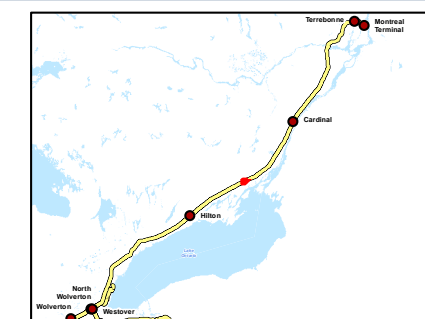 Terrebonne
Montreal
Terminal
Cardinal
Hilton
Lake
Ontario
North
Wolverton
Wolverton
Westover